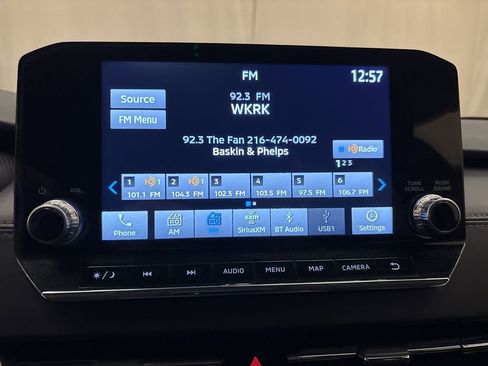 FM
12:57
Source
92.3 FM
WKRK
FM Menu
92.3 The Fan 216-474-0092
Baskin & Phelps
HD Radio
1 2 3
1 HD 2 HD 3 4 5 6
101.1 FM 104.3 FM 102.3 FM 103.5 FM 97.5 FM 106.7 FM
VOL
TUNE SCROLL
PUSH SOUND
Phone AM SiriusXM BT Audio USB1 Settings
AUDIO MENU MAP CAMERA